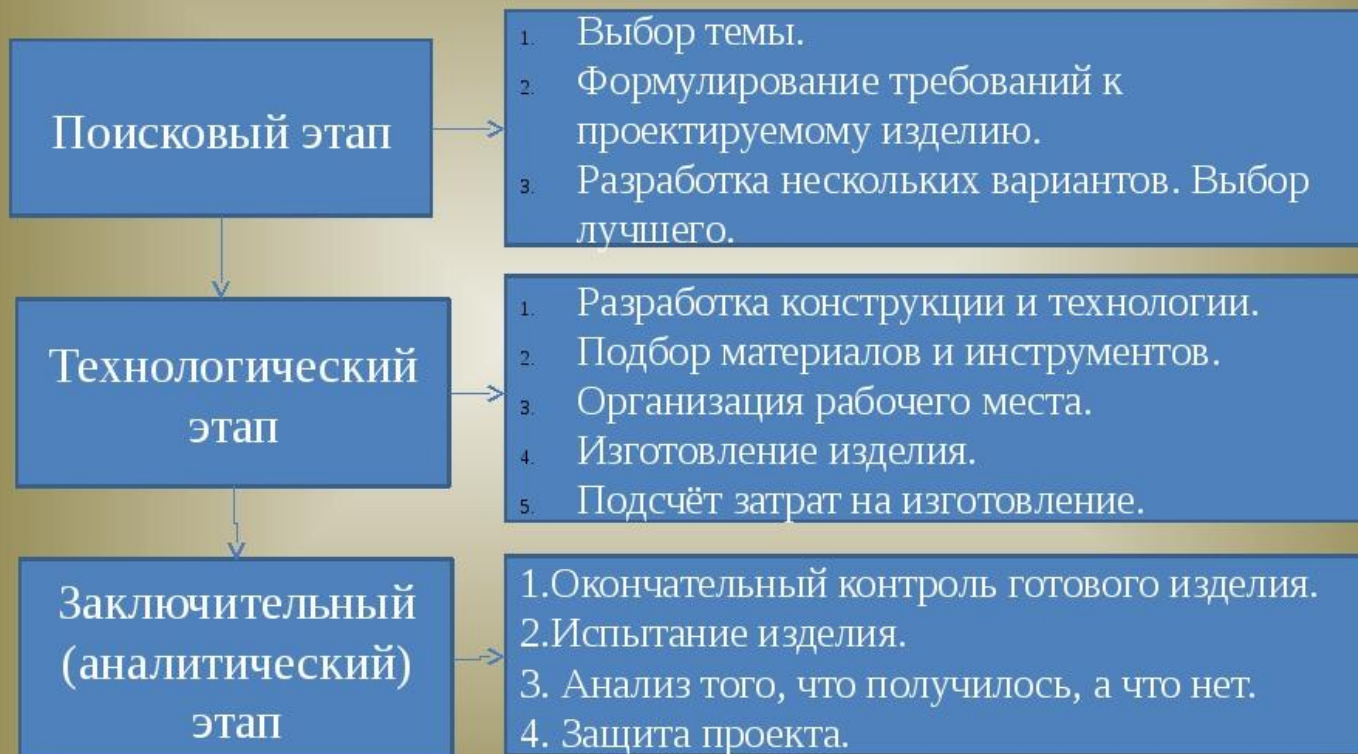 Поисковый этап
1. Выбор темы.
2. Формулирование требований к
проектируемому изделию.
3. Разработка нескольких вариантов. Выбор
лучшего.
Технологический
этап
1. Разработка конструкции и технологии.
2. Подбор материалов и инструментов.
3. Организация рабочего места.
4. Изготовление изделия.
5. Подсчёт затрат на изготовление.
Заключительный
(аналитический)
этап
1.Окончательный контроль готового изделия.
2.Испытание изделия.
3. Анализ того, что получилось, а что нет.
4. Защита проекта.